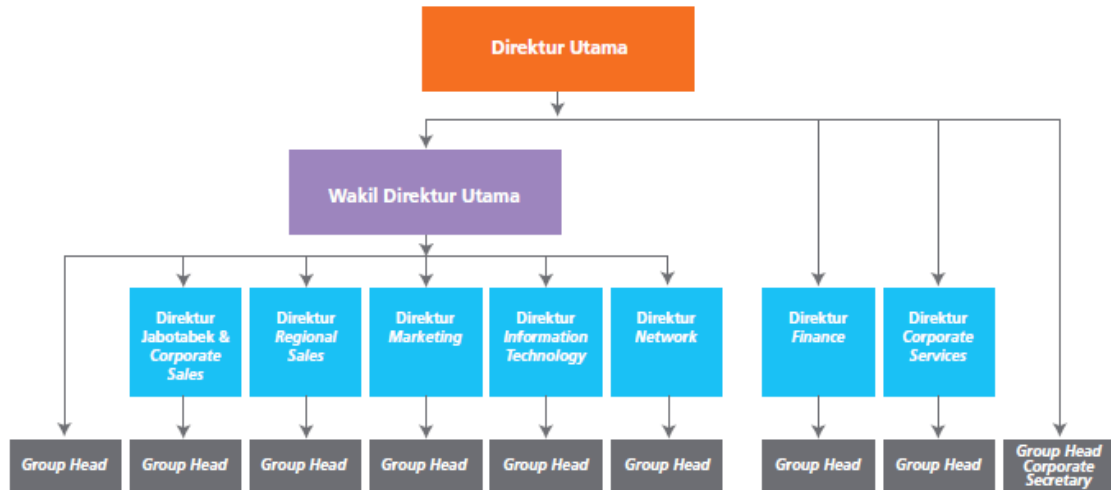 Direktur Utama
Wakil Direktur Utama
Direktur
Jabotabek &
Corporate
Sales
Direktur
Regional
Sales
Direktur
Marketing
Direktur
Information
Technology
Direktur
Network
Direktur
Finance
Direktur
Corporate
Services
Group Head
Group Head
Group Head
Group Head
Group Head
Group Head
Group Head
Group Head
Group Head
Corporate
Secretary